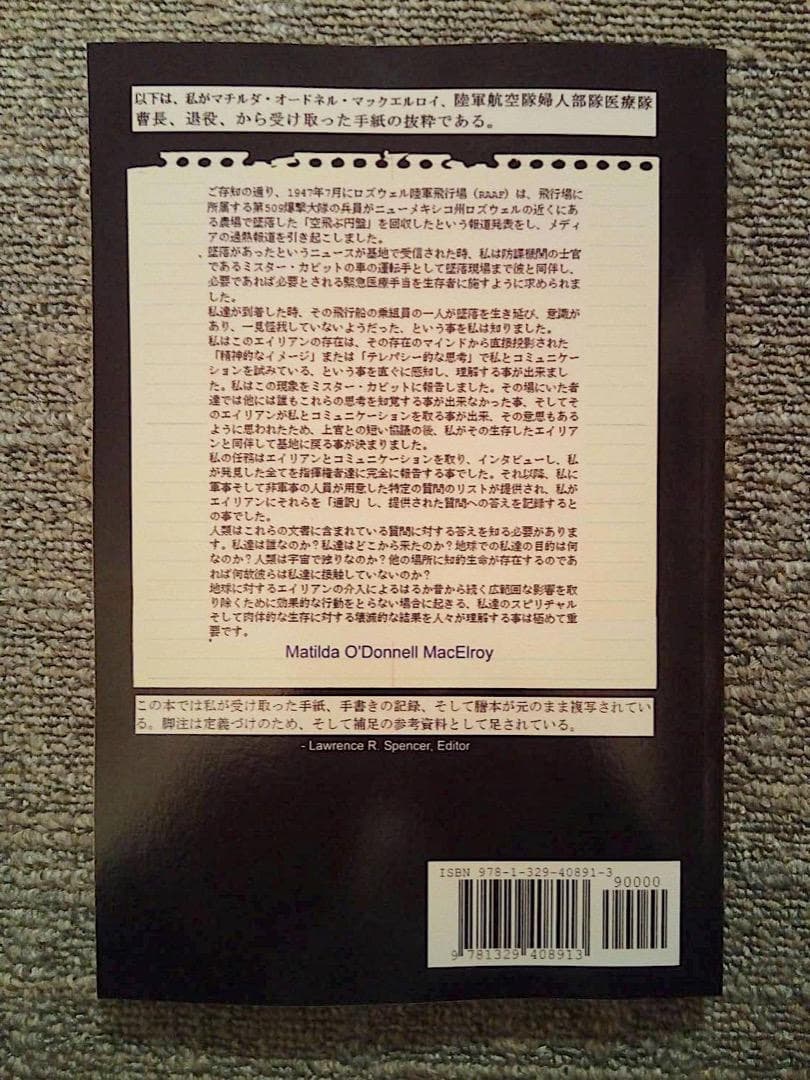 以下は、私がマチルダ・オードネル・マックエルロイ、陸軍航空隊婦人部隊医療隊
曹長、退役、から受け取った手紙の抜粋である。
ご存知の通り、1947年7月にロズウェル陸軍飛行場（RAAF）は、飛行場に
所属する第509爆撃大隊の兵員がニューメキシコ州ロズウェルの近くにあ
る農場で墜落した「空飛ぶ円盤」を回収したという報道発表をし、メディ
アの過熱報道を引き起こしました。
墜落があったというニュースが基地で受信された時、私は防諜機関の士官
であるミスター・カビットの車の運転手として墜落現場まで彼と同伴し、
必要であれば必要とされる緊急医療手当を生存者に施すように求められま
した。
私達が到着した時、その飛行船の乗組員の一人が墜落を生き延び、意識が
あり、一見怪我していないようだった、という事を私は知りました。
私はこのエイリアンの存在は、その存在のマインドから直接投影された
「精神的なイメージ」または「テレパシー的な思考」で私とコミュニケー
ションを試みている、という事を直ぐに感知し、理解する事が出来まし
た。私はこの現象をミスター・カビットに報告しました。その場にいた者
達では他には誰もこれらの思考を知覚する事が出来なかった事、そしてそ
のエイリアンが私とコミュニケーションを取る事が出来、その意思もある
ように思われたため、上官との短い協議の後、私がその生存したエイリア
ンと同伴して基地に戻る事が決まりました。
私の任務はエイリアンとコミュニケーションを取り、インタビューし、私
が発見した全てを指揮権者達に完全に報告する事でした。それ以降、私に
軍事そして非軍事の人員が用意した特定の質問のリストが提供され、私が
エイリアンにそれらを「通訳」し、提供された質問への答えを記録すると
の事でした。
人類はこれらの文書に含まれている質問に対する答えを知る必要がありま
す。私達は誰なのか？私達はどこから来たのか？地球での私達の目的は何
なのか？人類は宇宙で独りなのか？他の場所に知的生命が存在するのであ
れば何故彼らは私達に接触していないのか？
地球に対するエイリアンの介入によるはるか昔から続く広範囲な影響を取
り除くために効果的な行動をとらない場合に起きる、私達のスピリチャル
そして肉体的な生存に対する壊滅的な結果を人々が理解する事は極めて重
要です。
Matilda O'Donnell MacElroy
この本では私が受け取った手紙、手書きの記録、そして謄本が元のまま複写されてい
る。脚注は定義づけのため、そして補足の参考資料として足されている。
- Lawrence R. Spencer, Editor
ISBN 978-1-329-40891-3
90000
9 781329 408913